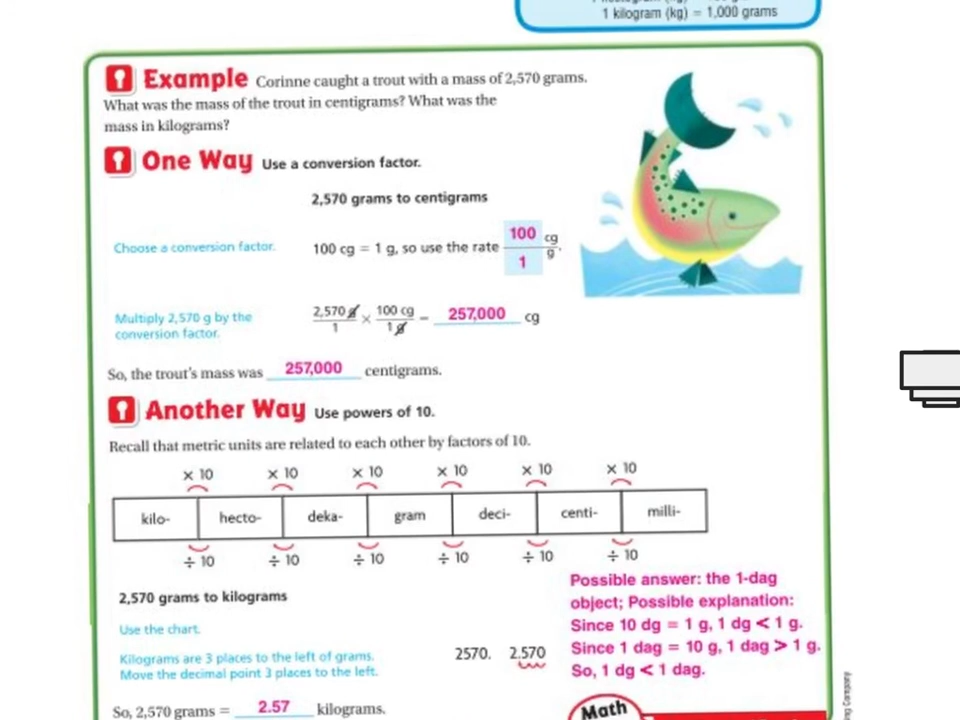 1 kilogram (kg) = 1,000 grams
Example Corinne caught a trout with a mass of 2,570 grams.
What was the mass of the trout in centigrams? What was the
mass in kilograms?
One Way Use a conversion factor.
2,570 grams to centigrams
Choose a conversion factor. 100 cg = 1 g, so use the rate 100/1 cg/g.
Multiply 2,570 g by the
conversion factor.
2,570 g/1 × 100 cg/1 g = 257,000 cg
So, the trout's mass was 257,000 centigrams.
Another Way Use powers of 10.
Recall that metric units are related to each other by factors of 10.
× 10 × 10 × 10 × 10 × 10 × 10
kilo- hecto- deka- gram deci- centi- milli-
÷ 10 ÷ 10 ÷ 10 ÷ 10 ÷ 10 ÷ 10
2,570 grams to kilograms
Use the chart.
Kilograms are 3 places to the left of grams.
Move the decimal point 3 places to the left.
2570. 2.570
So, 2,570 grams = 2.57 kilograms.
Possible answer: the 1-dag
object; Possible explanation:
Since 10 dg = 1 g, 1 dg < 1 g.
Since 1 dag = 10 g, 1 dag > 1 g.
So, 1 dg < 1 dag.
Math